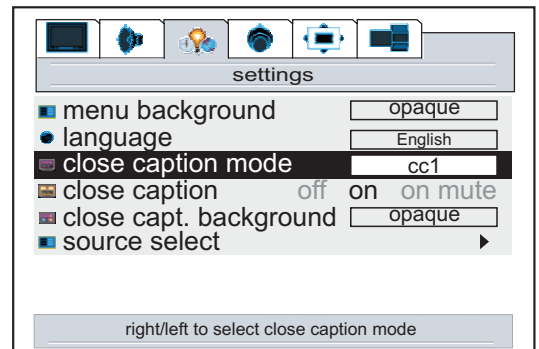 settings
menu background opaque
language English
close caption mode cc1
close caption off on on mute
close capt. background opaque
source select
right/left to select close caption mode